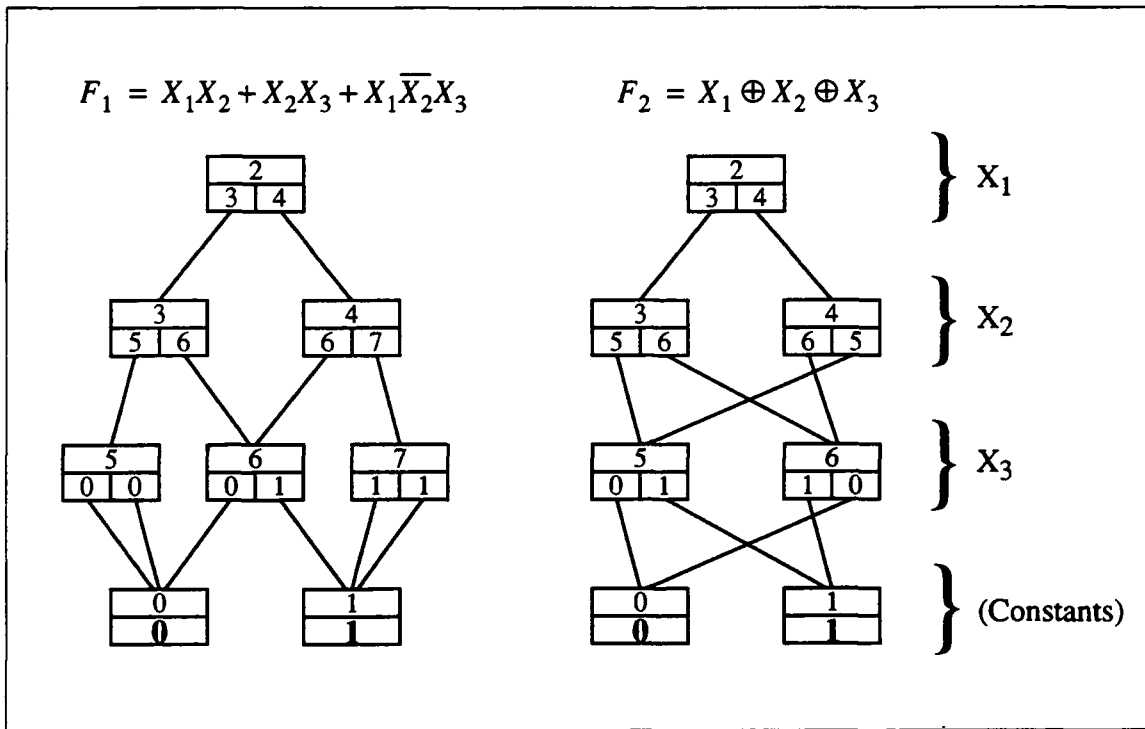 F₁ = X₁X₂ + X₂X₃ + X₁X̅₂X₃ F₂ = X₁ ⊕ X₂ ⊕ X₃
2 2 } X₁
3 4 3 4
3 4 3 4 } X₂
5 6 6 7 5 6 6 5
5 6 7 5 6 } X₃
0 0 0 1 1 1 0 1 1 0
0 1 0 1 } (Constants)
0 1 0 1